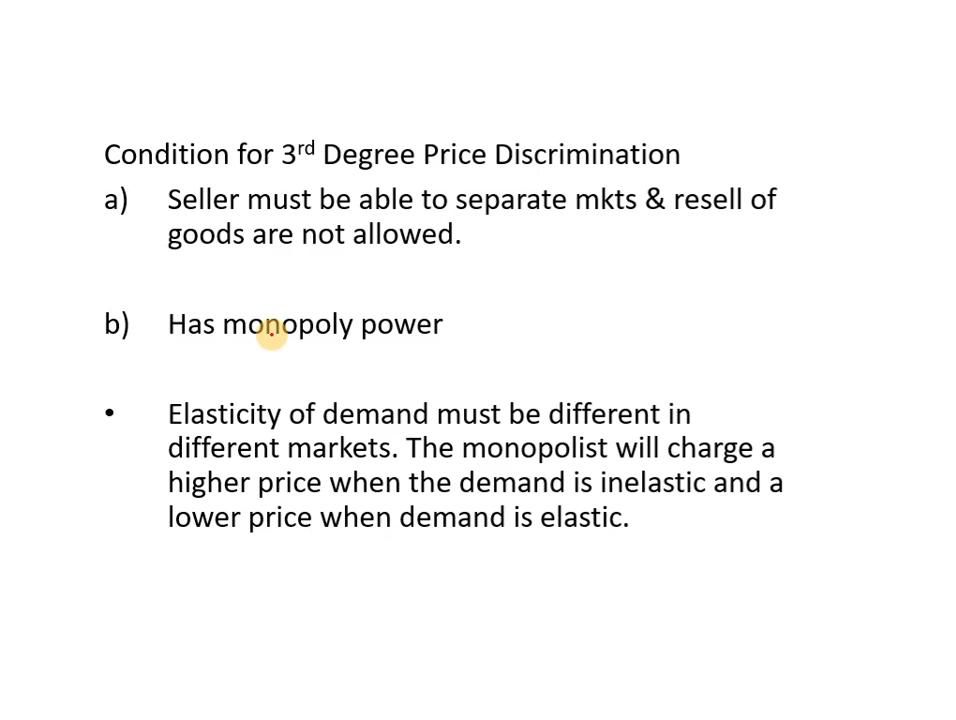 Condition for 3rd Degree Price Discrimination
a) Seller must be able to separate mkts & resell of
goods are not allowed.
b) Has monopoly power
• Elasticity of demand must be different in
different markets. The monopolist will charge a
higher price when the demand is inelastic and a
lower price when demand is elastic.